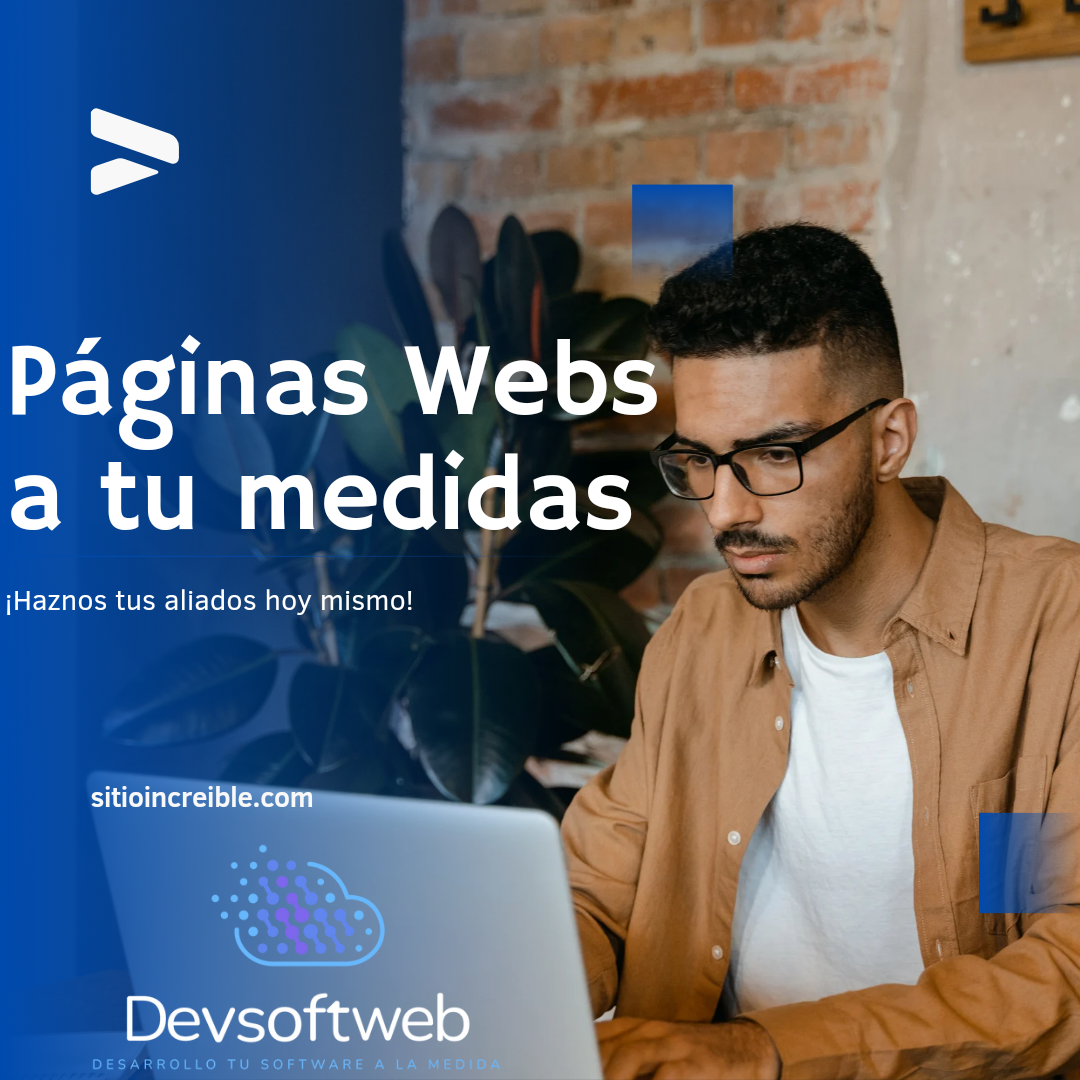 Páginas Webs
a tu medidas
¡Haznos tus aliados hoy mismo!
sitioincreible.com
Devsoftweb
DESARROLLO TU SOFTWARE A LA MEDIDA